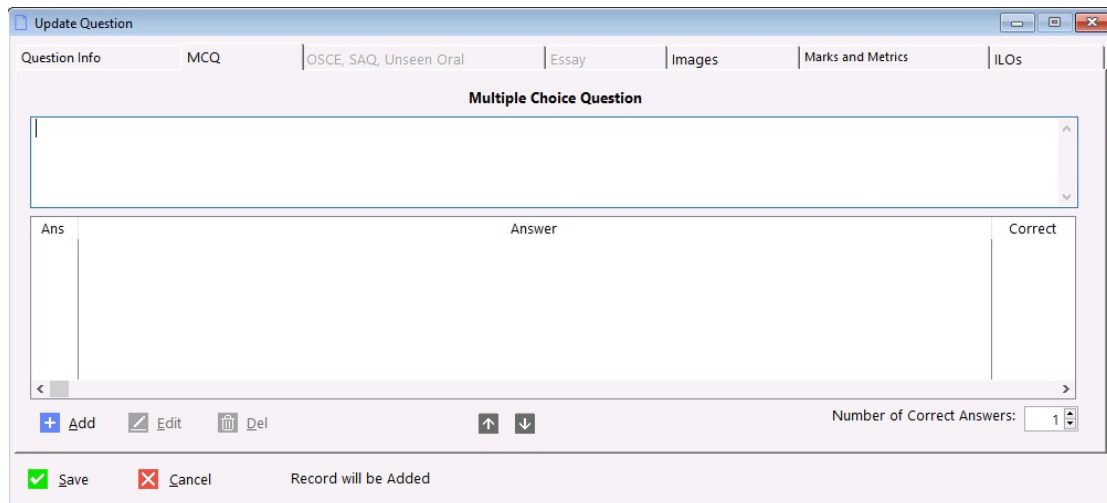 Update Question
Question Info MCQ OSCE, SAQ, Unseen Oral Essay Images Marks and Metrics ILOs
Multiple Choice Question
Ans Answer Correct
Add Edit Del Number of Correct Answers: 1
Save Cancel Record will be Added